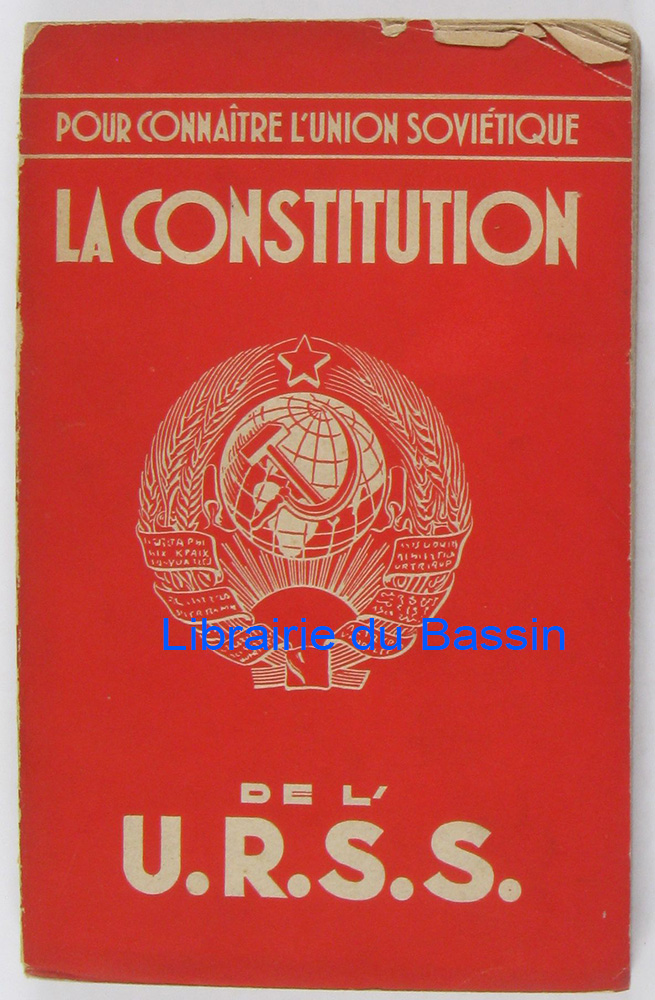 POUR CONNAÎTRE L'UNION SOVIÉTIQUE
LA CONSTITUTION
Librairie du Bassin
DE L'
U.R.S.S.